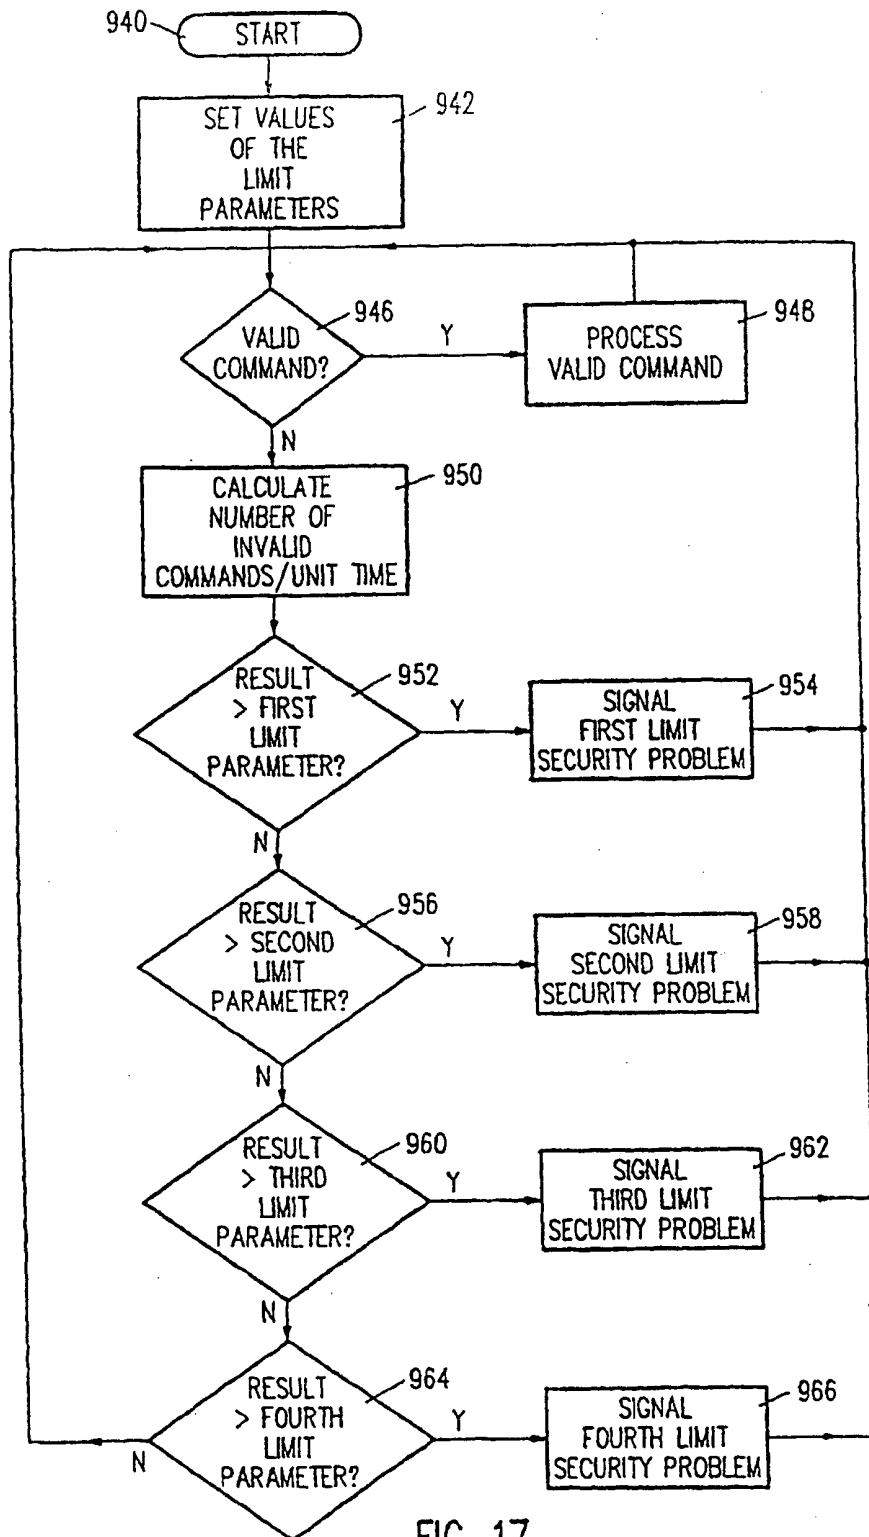 940
START
942
SET VALUES
OF THE
LIMIT
PARAMETERS
946
VALID
COMMAND?
Y
948
PROCESS
VALID COMMAND
N
950
CALCULATE
NUMBER OF
INVALID
COMMANDS/UNIT TIME
952
RESULT
> FIRST
LIMIT
PARAMETER?
Y
954
SIGNAL
FIRST LIMIT
SECURITY PROBLEM
N
956
RESULT
> SECOND
LIMIT
PARAMETER?
Y
958
SIGNAL
SECOND LIMIT
SECURITY PROBLEM
N
960
RESULT
> THIRD
LIMIT
PARAMETER?
Y
962
SIGNAL
THIRD LIMIT
SECURITY PROBLEM
N
964
RESULT
> FOURTH
LIMIT
PARAMETER?
Y
966
SIGNAL
FOURTH LIMIT
SECURITY PROBLEM
N
FIG. 17